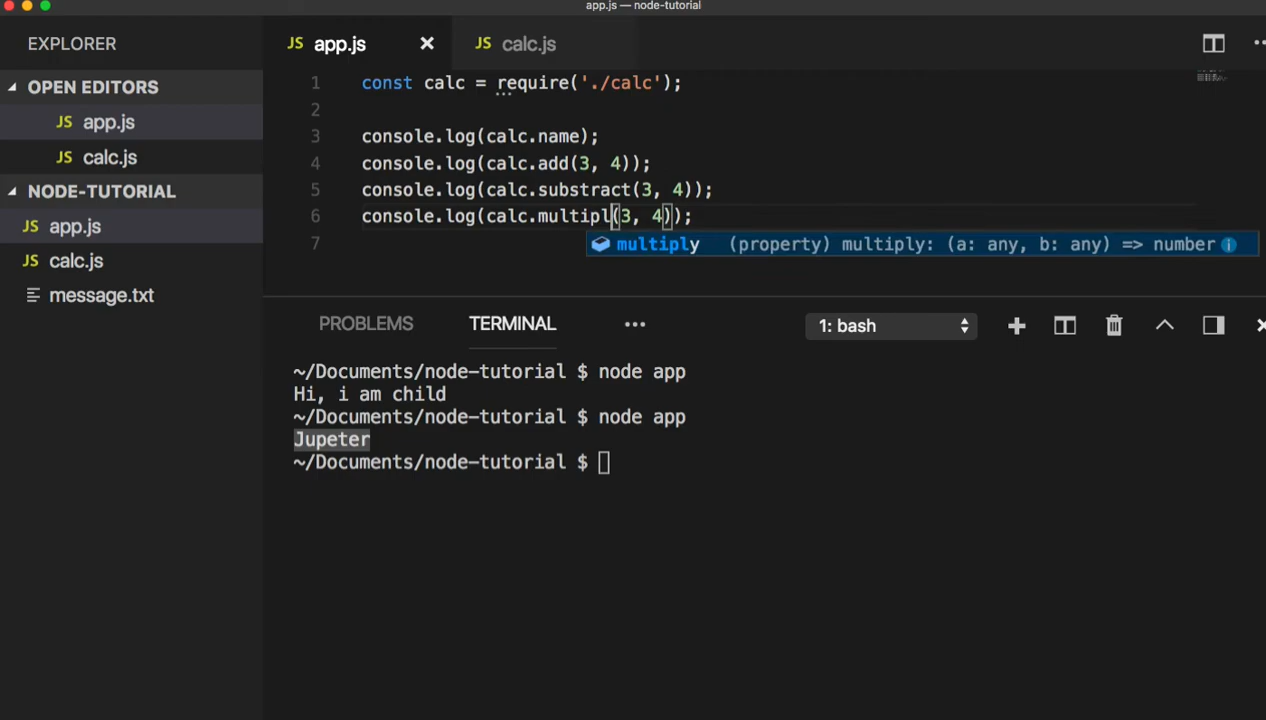 app.js — node-tutorial
EXPLORER
OPEN EDITORS
JS app.js
JS calc.js
NODE-TUTORIAL
JS app.js
JS calc.js
message.txt
JS app.js
JS calc.js
1 const calc = require('./calc');
2
3 console.log(calc.name);
4 console.log(calc.add(3, 4));
5 console.log(calc.substract(3, 4));
6 console.log(calc.multipl(3, 4));
multiply (property) multiply: (a: any, b: any) => number
7
PROBLEMS TERMINAL ••• 1: bash
~/Documents/node-tutorial $ node app
Hi, i am child
~/Documents/node-tutorial $ node app
Jupeter
~/Documents/node-tutorial $